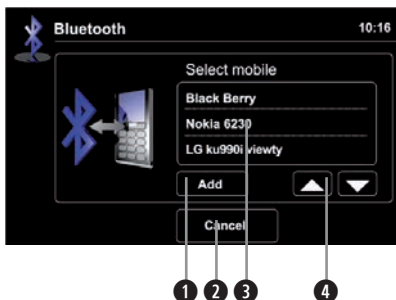 Bluetooth 10:16
Select mobile
Black Berry
Nokia 6230
LG ku990i viewty
Add
Cancel
1 2 3 4